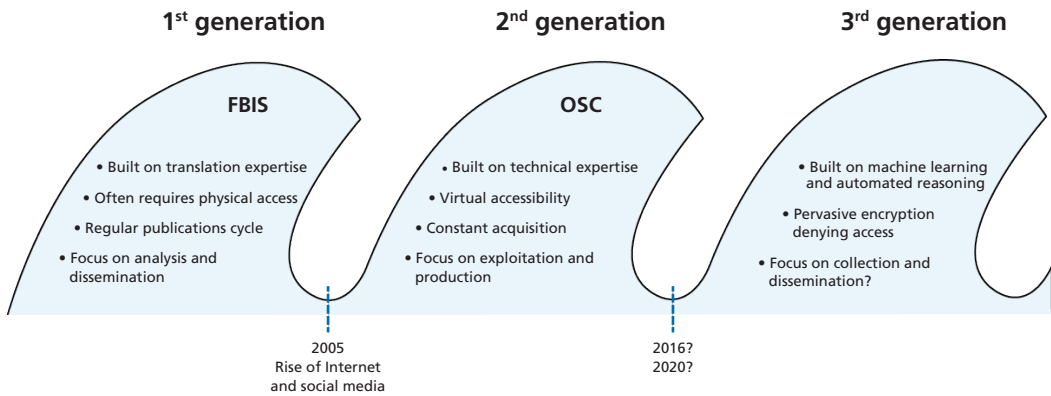 1st generation
2nd generation
3rd generation
FBIS
• Built on translation expertise
• Often requires physical access
• Regular publications cycle
• Focus on analysis and
dissemination
OSC
• Built on technical expertise
• Virtual accessibility
• Constant acquisition
• Focus on exploitation and
production
• Built on machine learning
and automated reasoning
• Pervasive encryption
denying access
• Focus on collection and
dissemination?
2005
Rise of Internet
and social media
2016?
2020?